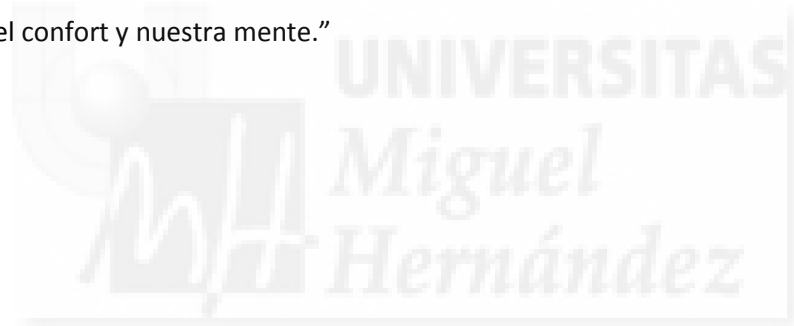 el confort y nuestra mente.”
UNIVERSITAS
Miguel
Hernández